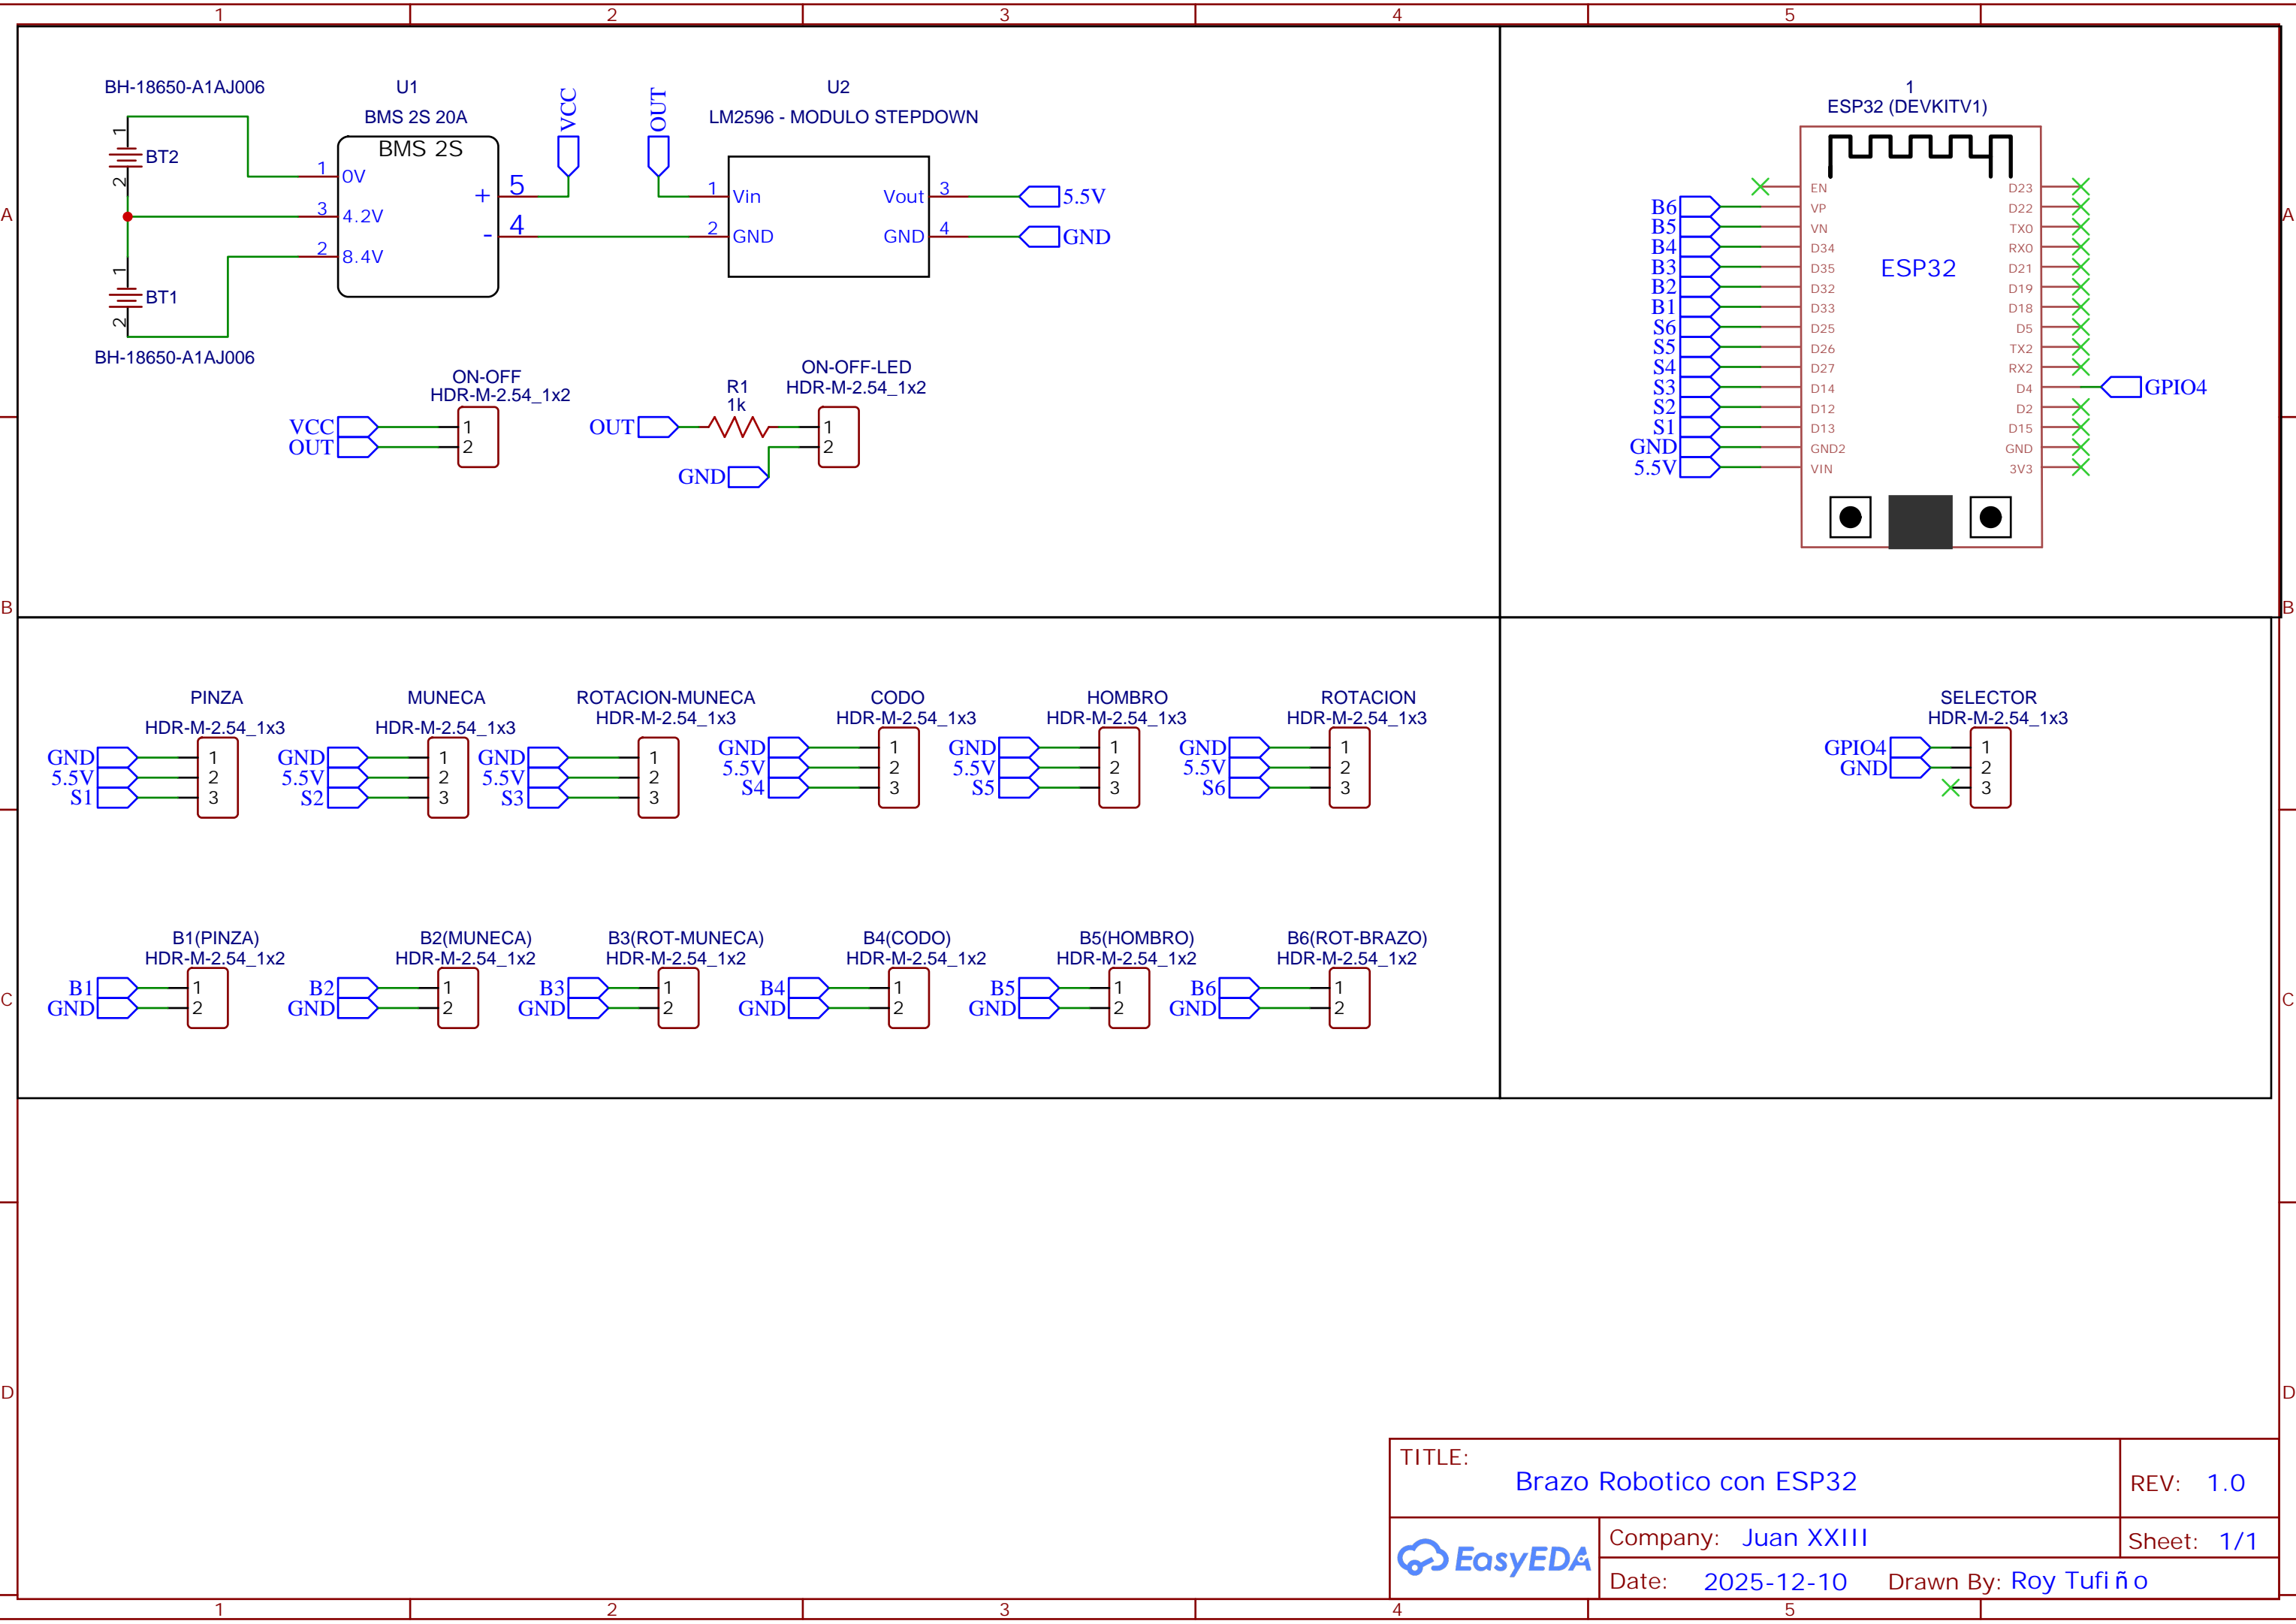 1 2 3 4 5
A
B
C
D
BH-18650-A1AJ006
1
BT2
2
1
BT1
2
BH-18650-A1AJ006
U1
BMS 2S 20A
BMS 2S
1 0V
3 4.2V
2 8.4V
+ 5
- 4
VCC
OUT
U2
LM2596 - MODULO STEPDOWN
1 Vin
2 GND
Vout 3 5.5V
GND 4 GND
ON-OFF
HDR-M-2.54_1x2
VCC 1
OUT 2
R1
1k
OUT
GND
ON-OFF-LED
HDR-M-2.54_1x2
1
2
1
ESP32 (DEVKITV1)
ESP32
EN D23
B6 VP D22
B5 VN TX0
B4 D34 RX0
B3 D35 D21
B2 D32 D19
B1 D33 D18
S6 D25 D5
S5 D26 TX2
S4 D27 RX2
S3 D14 D4 GPIO4
S2 D12 D2
S1 D13 D15
GND GND2 GND
5.5V VIN 3V3
PINZA
HDR-M-2.54_1x3
GND 1
5.5V 2
S1 3
MUNECA
HDR-M-2.54_1x3
GND 1
5.5V 2
S2 3
ROTACION-MUNECA
HDR-M-2.54_1x3
GND 1
5.5V 2
S3 3
CODO
HDR-M-2.54_1x3
GND 1
5.5V 2
S4 3
HOMBRO
HDR-M-2.54_1x3
GND 1
5.5V 2
S5 3
ROTACION
HDR-M-2.54_1x3
GND 1
5.5V 2
S6 3
SELECTOR
HDR-M-2.54_1x3
GPIO4 1
GND 2
3
B1(PINZA)
HDR-M-2.54_1x2
B1 1
GND 2
B2(MUNECA)
HDR-M-2.54_1x2
B2 1
GND 2
B3(ROT-MUNECA)
HDR-M-2.54_1x2
B3 1
GND 2
B4(CODO)
HDR-M-2.54_1x2
B4 1
GND 2
B5(HOMBRO)
HDR-M-2.54_1x2
B5 1
GND 2
B6(ROT-BRAZO)
HDR-M-2.54_1x2
B6 1
GND 2
A
B
C
D
TITLE:
Brazo Robotico con ESP32
REV: 1.0
EasyEDA
Company: Juan XXIII
Sheet: 1/1
Date: 2025-12-10 Drawn By: Roy Tufiño
1 2 3 4 5